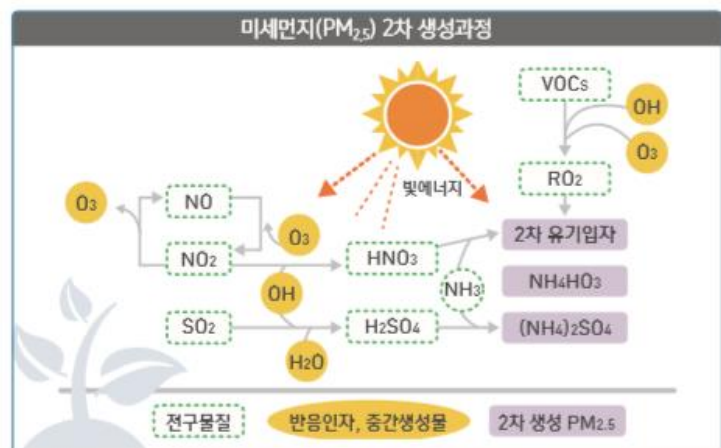 미세먼지(PM2,5) 2차 생성과정
VOCs
OH
O3
빛에너지
RO2
O3
NO
O3
2차 유기입자
NO2
HNO3
OH
NH3
NH4HO3
SO2
H2SO4
(NH4)2SO4
H2O
전구물질
반응인자, 중간생성물
2차 생성 PM2.5